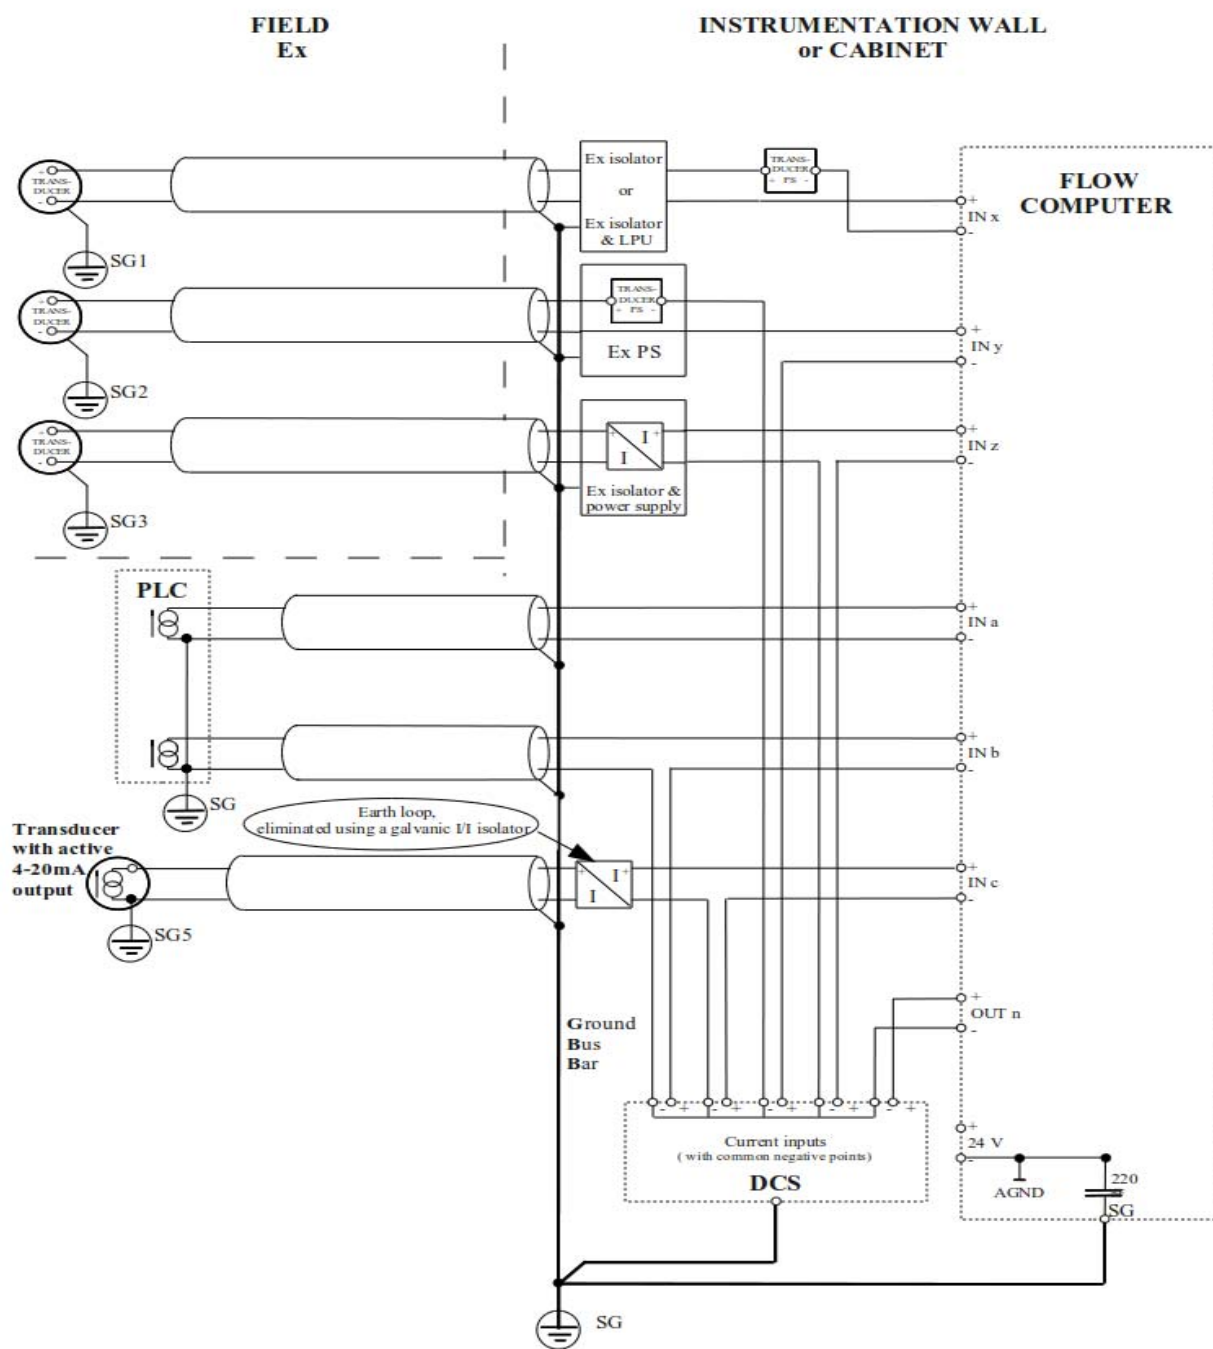 FIELD
Ex
INSTRUMENTATION WALL
or CABINET
Ex isolator
or
Ex isolator
& LPU
TRANS-
DUCER
+ PS -
FLOW
COMPUTER
+
IN x
-
+
TRANS-
DUCER
-
SG1
TRANS-
DUCER
+ PS -
Ex PS
+
IN y
-
+
TRANS-
DUCER
-
SG2
+
TRANS-
DUCER
-
SG3
+ I +
I
Ex isolator &
power supply
+
IN z
-
PLC
+
IN a
-
+
IN b
-
SG
Earth loop,
eliminated using a galvanic I/I isolator
Transducer
with active
4-20mA
output
SG5
+ I +
I
+
IN c
-
+
OUT n
-
Ground
Bus
Bar
- + - + - + - + - +
Current inputs
( with common negative points)
DCS
+
24 V
-
AGND
220
SG
SG